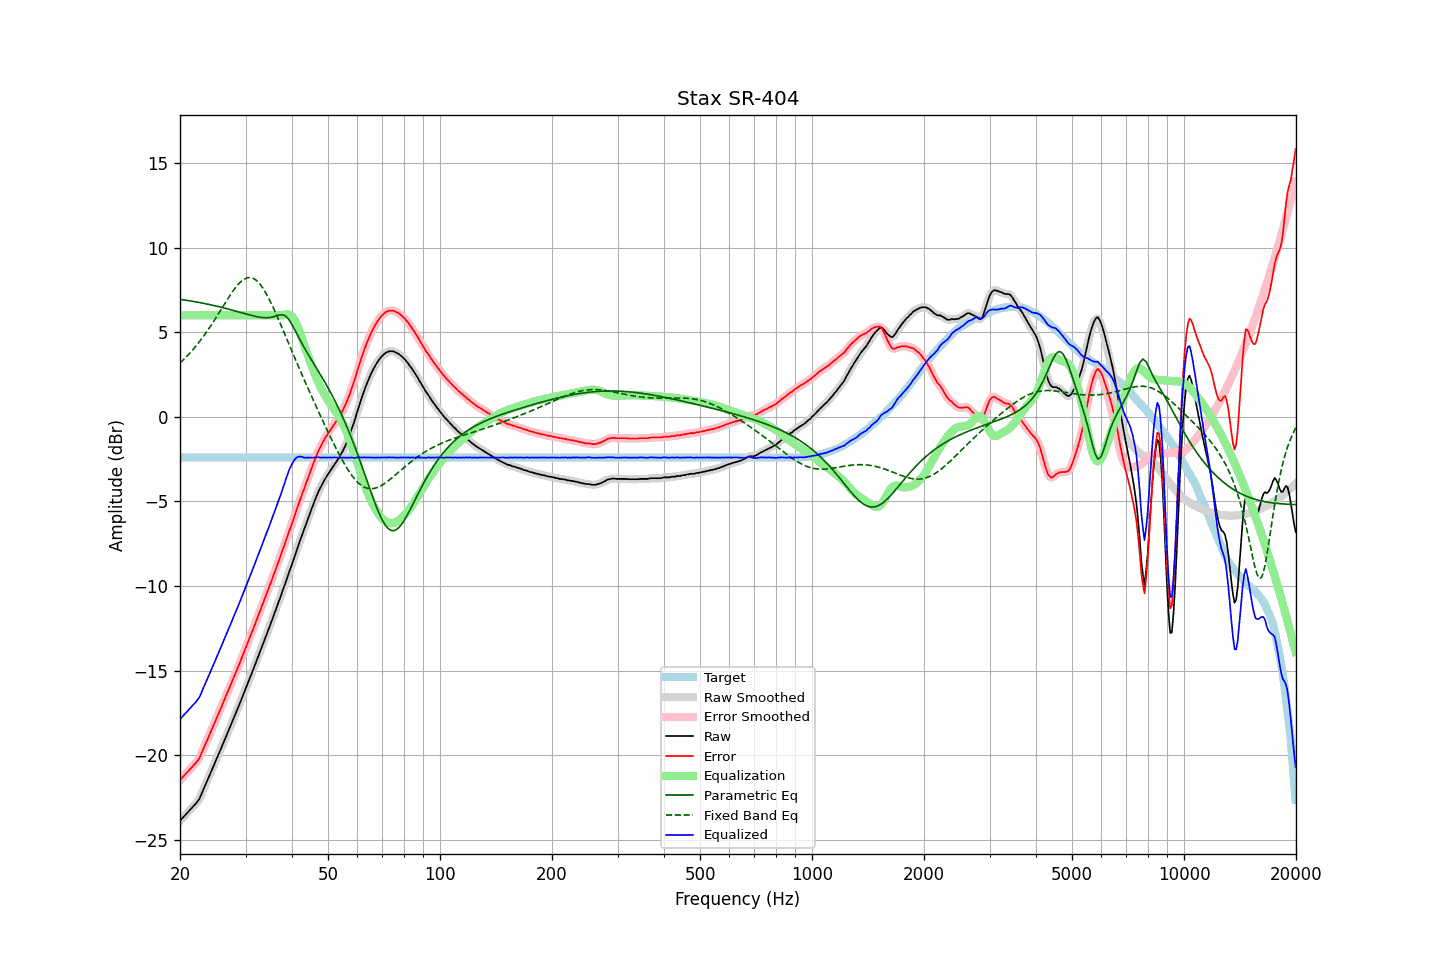 Stax SR-404
Amplitude (dBr)
15
10
5
0
−5
−10
−15
−20
−25
Target
Raw Smoothed
Error Smoothed
Raw
Error
Equalization
Parametric Eq
Fixed Band Eq
Equalized
20 50 100 200 500 1000 2000 5000 10000 20000
Frequency (Hz)